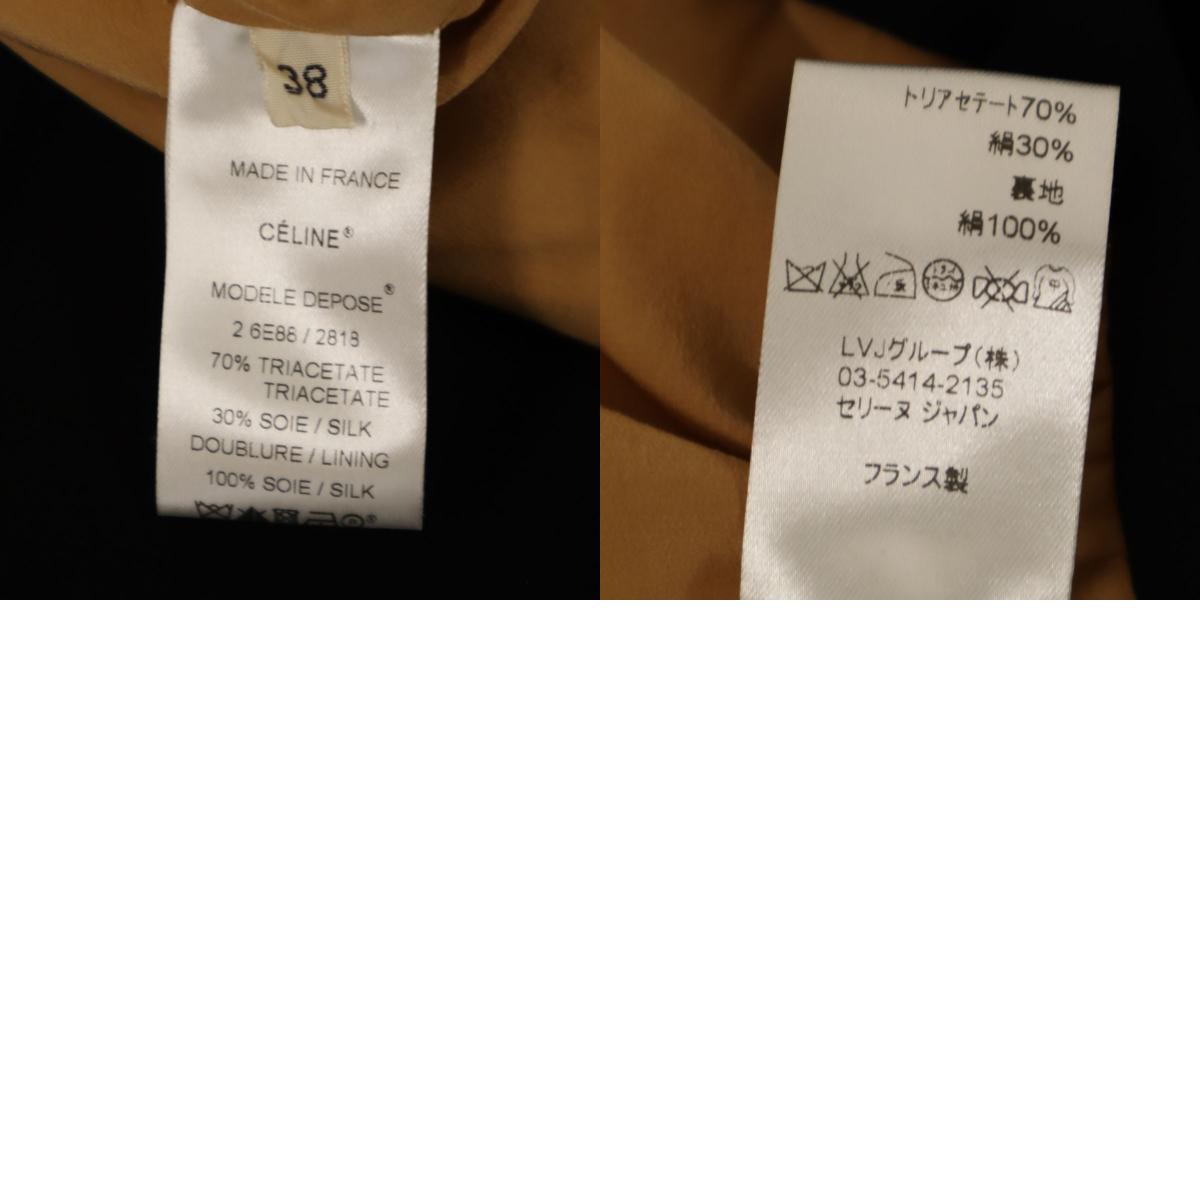 38
MADE IN FRANCE
CÉLINE®
MODELE DEPOSE®
2 6E88 / 2818
70% TRIACETATE
TRIACETATE
30% SOIE / SILK
DOUBLURE / LINING
100% SOIE / SILK
トリアセテート70%
絹30%
裏地
絹100%
中
LVJグループ(株)
03-5414-2135
セリーヌ ジャパン
フランス製